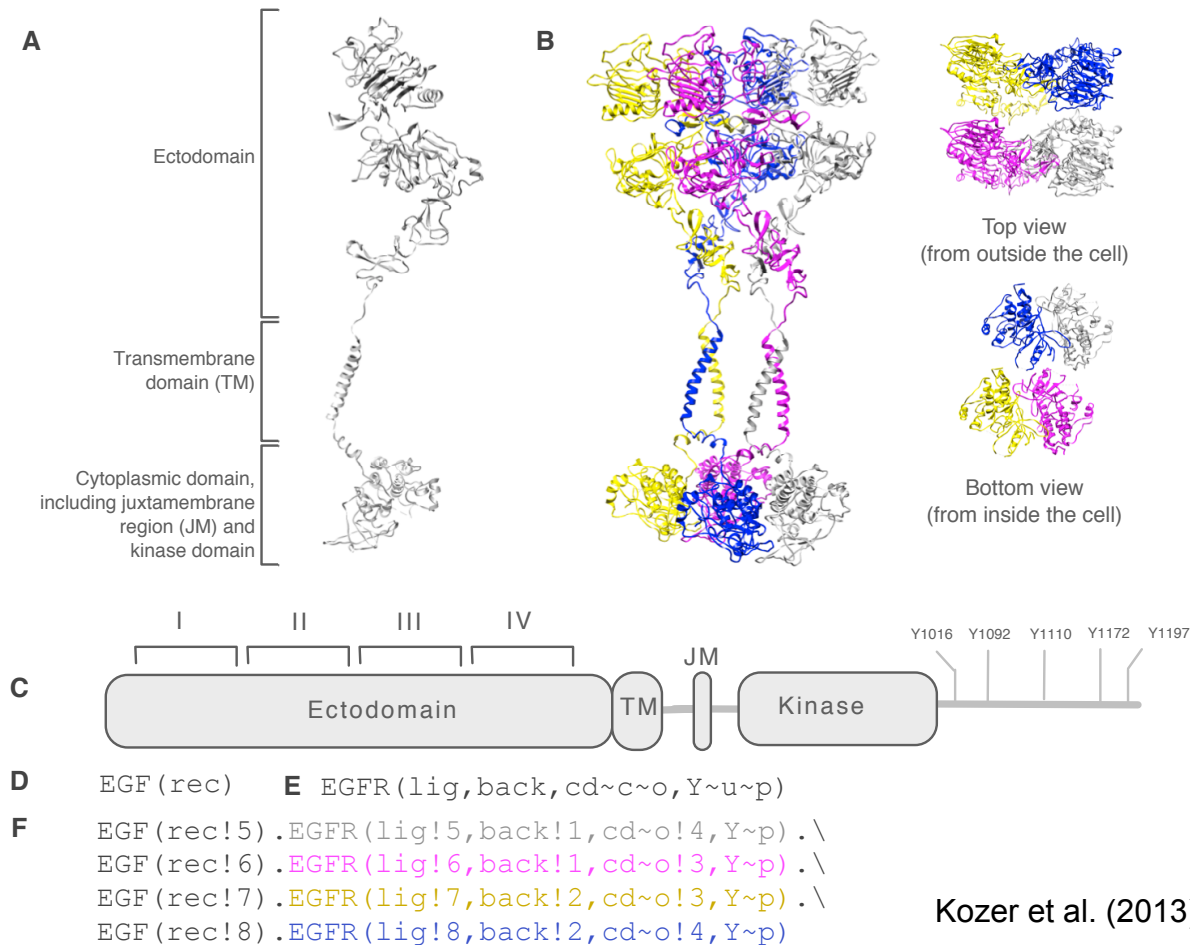 A
B
Ectodomain
Transmembrane
domain (TM)
Cytoplasmic domain,
including juxtamembrane
region (JM) and
kinase domain
Top view
(from outside the cell)
Bottom view
(from inside the cell)
C
I II III IV
JM
Ectodomain TM Kinase
Y1016 Y1092 Y1110 Y1172 Y1197
D EGF(rec)
E EGFR(lig,back,cd~c~o,Y~u~p)
F
EGF(rec!5).EGFR(lig!5,back!1,cd~o!4,Y~p).\
EGF(rec!6).EGFR(lig!6,back!1,cd~o!3,Y~p).\
EGF(rec!7).EGFR(lig!7,back!2,cd~o!3,Y~p).\
EGF(rec!8).EGFR(lig!8,back!2,cd~o!4,Y~p)
Kozer et al. (2013